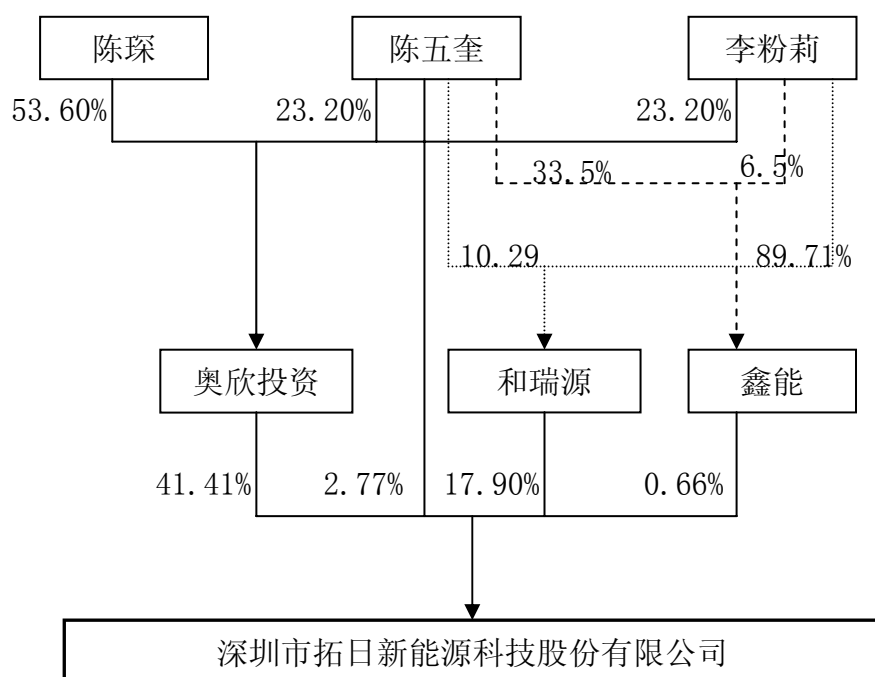 陈琛 陈五奎 李粉莉
53.60% 23.20% 23.20%
33.5% 6.5%
10.29 89.71%
奥欣投资 和瑞源 鑫能
41.41% 2.77% 17.90% 0.66%
深圳市拓日新能源科技股份有限公司